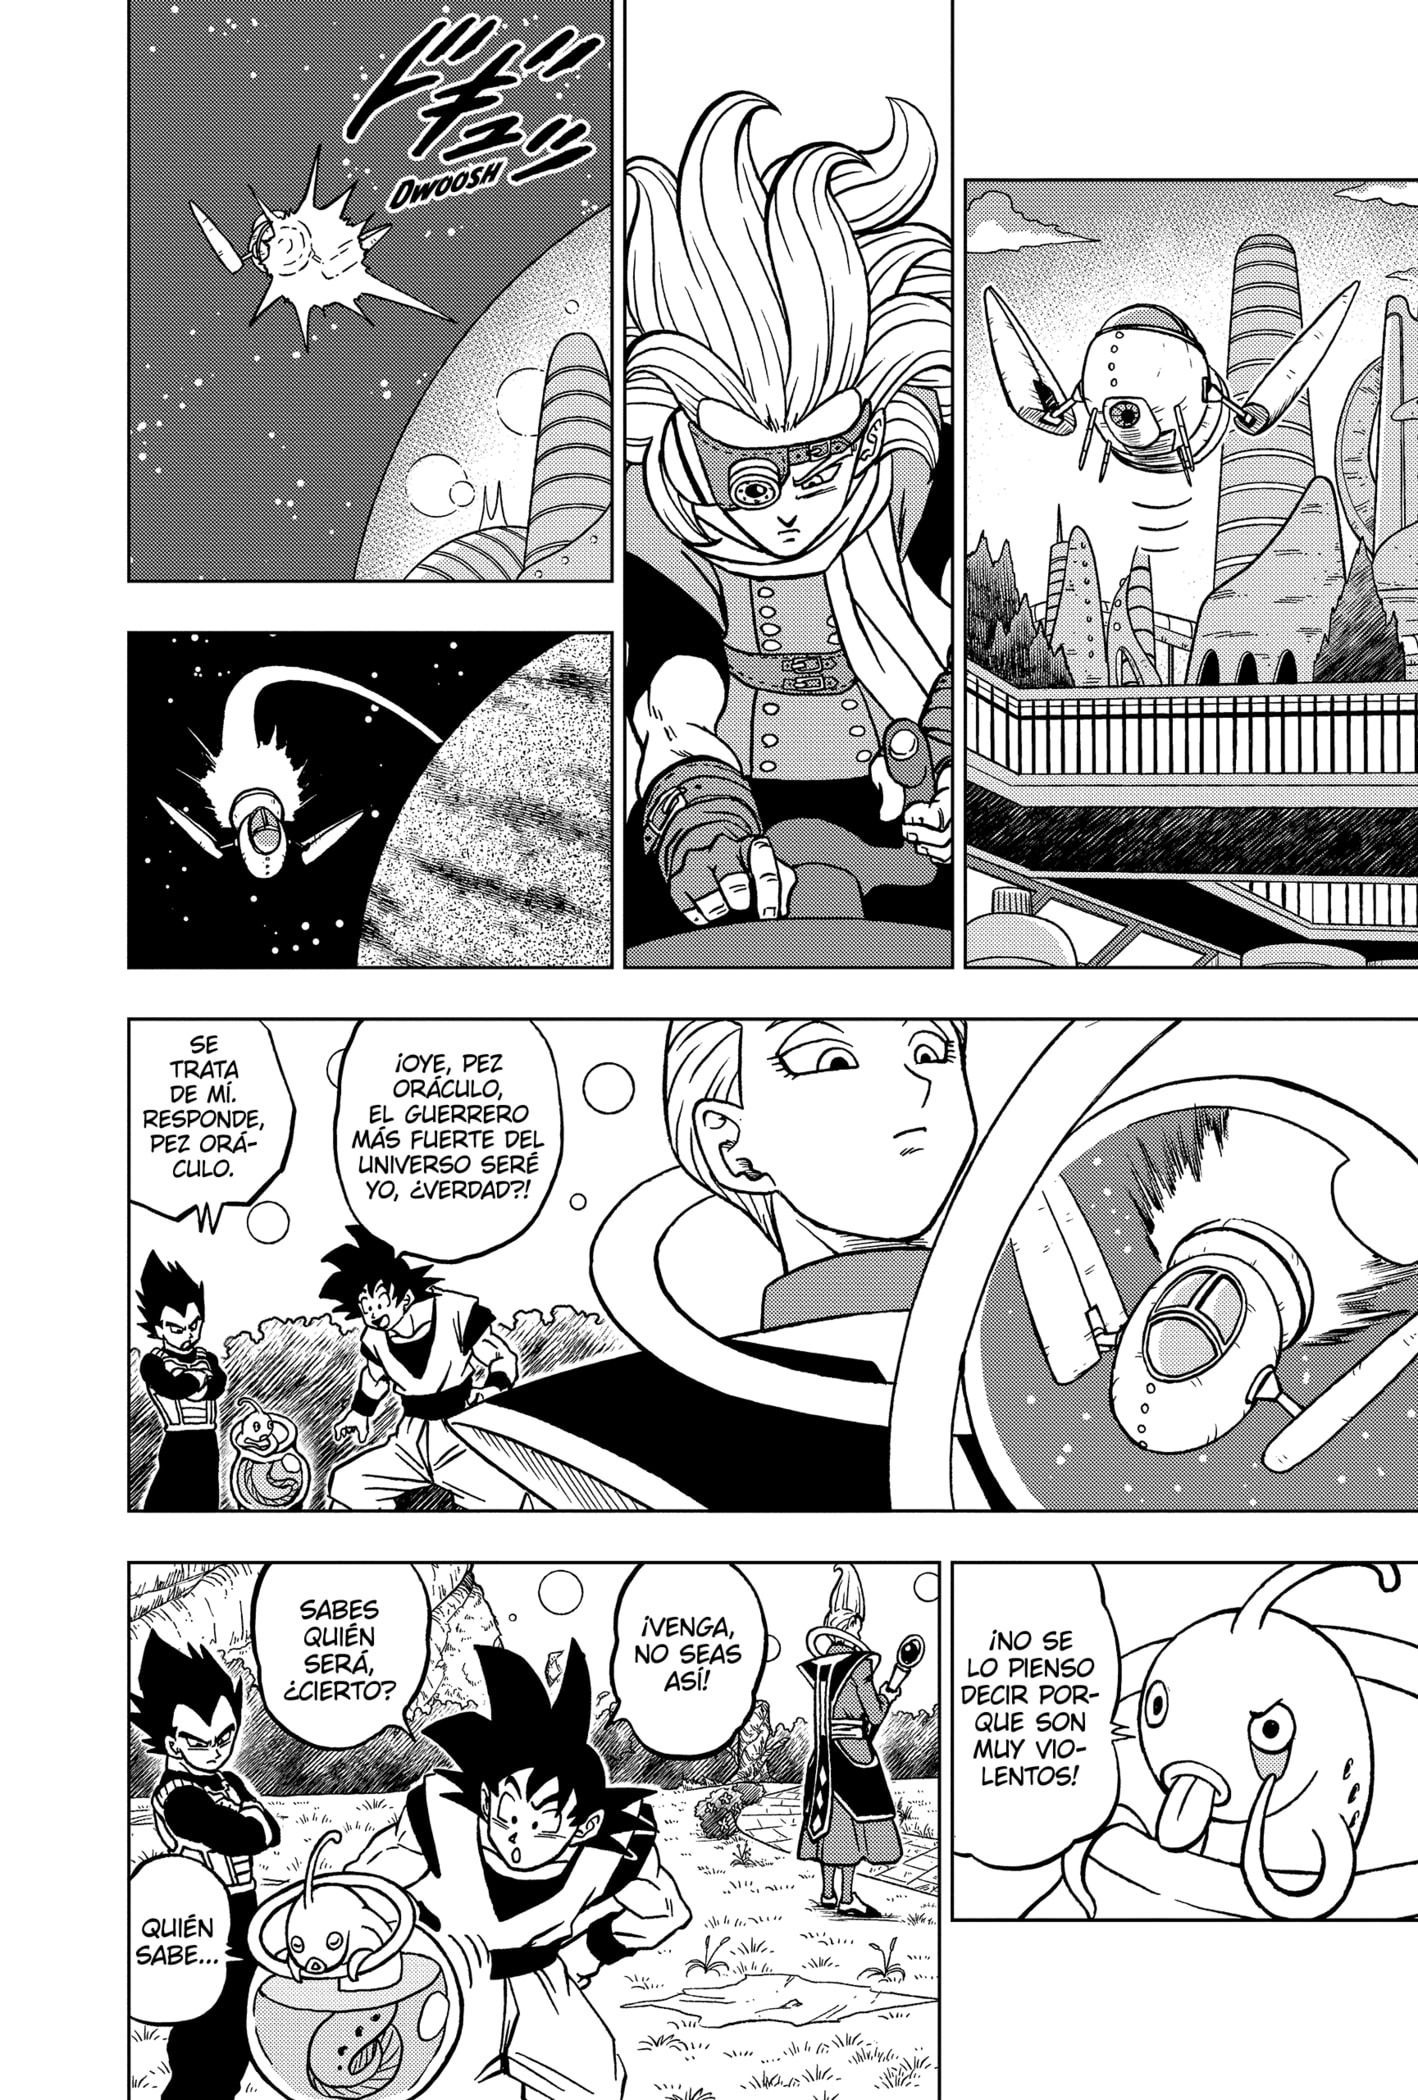 ドギュッ
DWOOSH
¡OYE, PEZ
ORÁCULO,
EL GUERRERO
MÁS FUERTE DEL
UNIVERSO SERÉ
YO, ¿VERDAD?!
SE
TRATA
DE MÍ.
RESPONDE,
PEZ ORÁ-
CULO.
¡NO SE
LO PIENSO
DECIR POR-
QUE SON
MUY VIO-
LENTOS!
¡VENGA,
NO SEAS
ASÍ!
SABES
QUIÉN
SERÁ,
¿CIERTO?
QUIÉN
SABE...